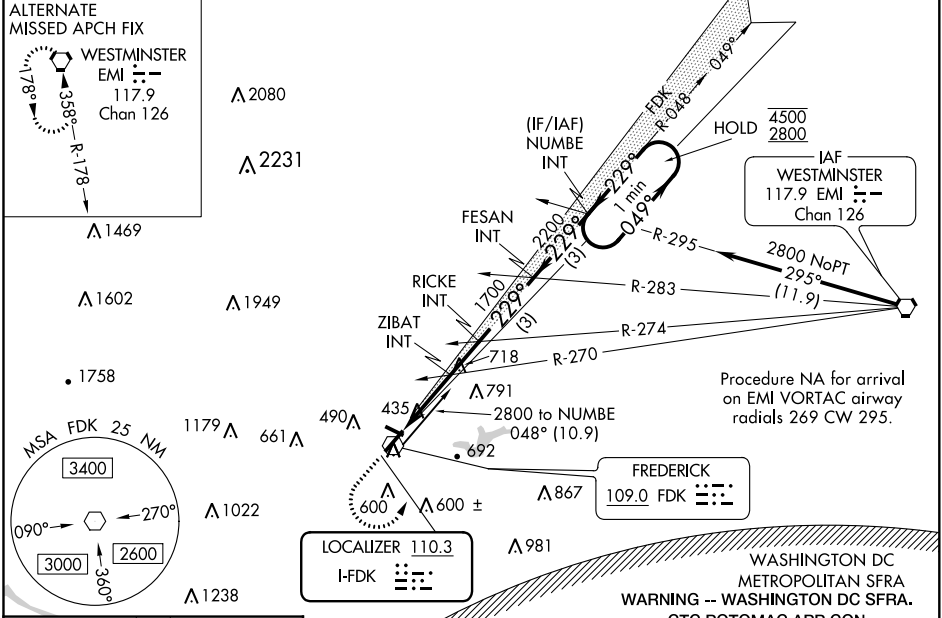 ALTERNATE
MISSED APCH FIX
WESTMINSTER
EMI
117.9
Chan 126
178°
358°
R-178
2080
2231
1469
1602
1949
1758
1179
661
490
435
1022
1238
MSA FDK 25 NM
3400
090°
270°
3000
2600
360°
FDK
R-048
049°
(IF/IAF)
NUMBE
INT
HOLD
4500
2800
229°
1 min
049°
FESAN
INT
2200
229°
(3)
RICKE
INT
1700
229°
(3)
ZIBAT
INT
IAF
WESTMINSTER
117.9 EMI
Chan 126
R-295
2800 NoPT
295°
(11.9)
R-283
R-274
R-270
718
791
2800 to NUMBE
048° (10.9)
692
600
600 ±
867
981
Procedure NA for arrival
on EMI VORTAC airway
radials 269 CW 295.
FREDERICK
109.0 FDK
LOCALIZER 110.3
I-FDK
WASHINGTON DC
METROPOLITAN SFRA
WARNING -- WASHINGTON DC SFRA.